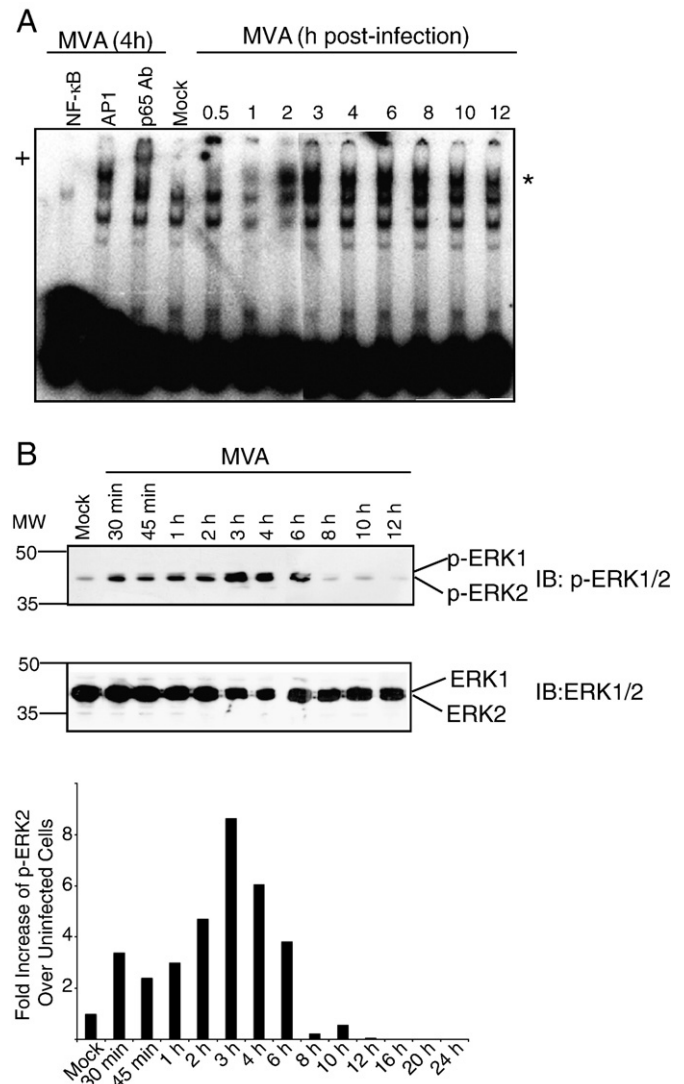 A
MVA (4h)
MVA (h post-infection)
NF-κB
AP1
p65 Ab
Mock
0.5 1 2 3 4 6 8 10 12
+
*
B
MVA
MW
Mock
30 min
45 min
1 h
2 h
3 h
4 h
6 h
8 h
10 h
12 h
50
35
p-ERK1
p-ERK2
IB: p-ERK1/2
50
35
ERK1
ERK2
IB:ERK1/2
Fold Increase of p-ERK2
Over Uninfected Cells
8
6
4
2
Mock
30 min
45 min
1 h
2 h
3 h
4 h
6 h
8 h
10 h
12 h
16 h
20 h
24 h